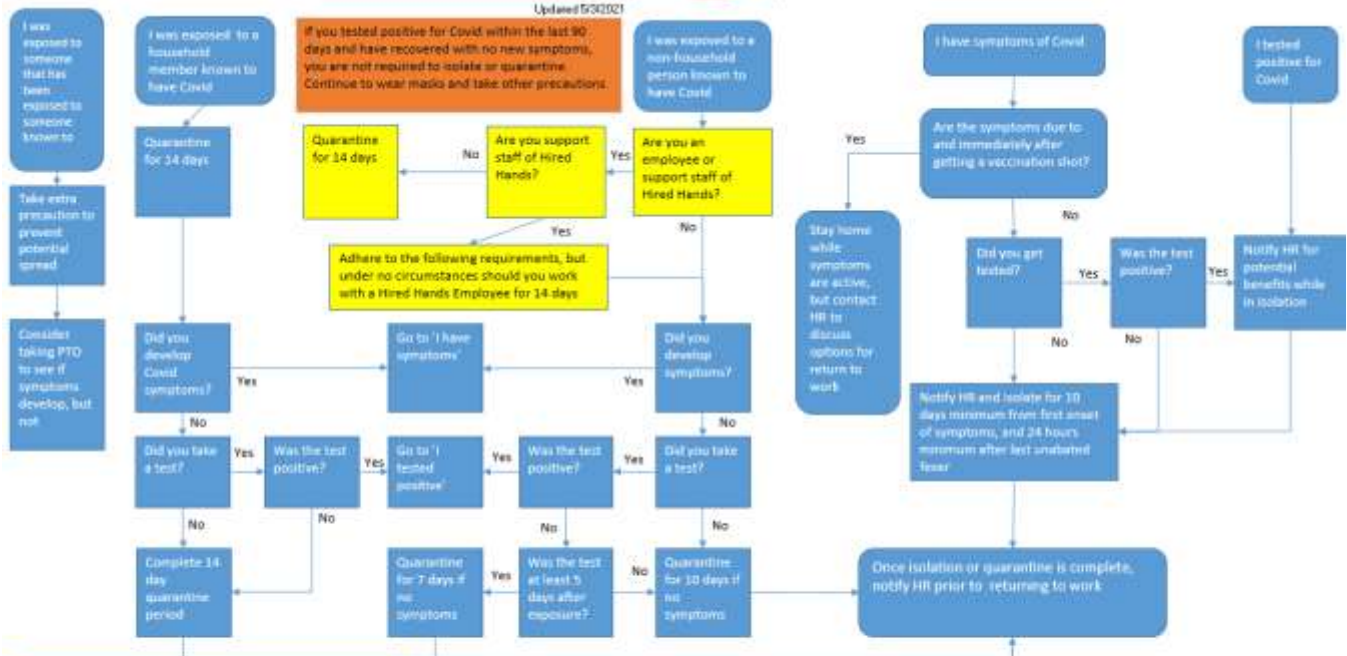 Updated 5/3/2021
I was
exposed to
someone
that has
been
exposed to
someone
known to
Take extra
precaution to
prevent
potential
spread
Consider
taking PTO
to see if
symptoms
develop, but
not
I was exposed to a
household
member known to
have Covid
Quarantine
for 14 days
If you tested positive for Covid within the last 90
days and have recovered with no new symptoms,
you are not required to isolate or quarantine.
Continue to wear masks and take other precautions.
I was exposed to a
non-household
person known to
have Covid
Quarantine
for 14 days
No
Are you support
staff of Hired
Hands?
Yes
Are you an
employee or
support staff of
Hired Hands?
Yes
No
Adhere to the following requirements, but
under no circumstances should you work
with a Hired Hands Employee for 14 days
Did you
develop
Covid
symptoms?
Yes
Go to 'I have
symptoms'
Yes
Did you
develop
symptoms?
No
No
Did you take
a test?
Yes
Was the test
positive?
Yes
Go to 'I
tested
positive'
Yes
Was the test
positive?
Yes
Did you take
a test?
No
No
No
No
Complete 14
day
quarantine
period
Quarantine
for 7 days if
no
symptoms
Yes
Was the test
at least 5
days after
exposure?
No
Quarantine
for 10 days if
no
symptoms
I have symptoms of Covid
Are the symptoms due to
and immediately after
getting a vaccination shot?
Yes
No
Stay home
while
symptoms
are active,
but contact
HR to
discuss
options for
return to
work
Did you get
tested?
Yes
Was the test
positive?
Yes
No
No
I tested
positive for
Covid
Notify HR for
potential
benefits while
in isolation
Notify HR and isolate for 10
days minimum from first onset
of symptoms, and 24 hours
minimum after last unabated
fever
Once isolation or quarantine is complete,
notify HR prior to returning to work